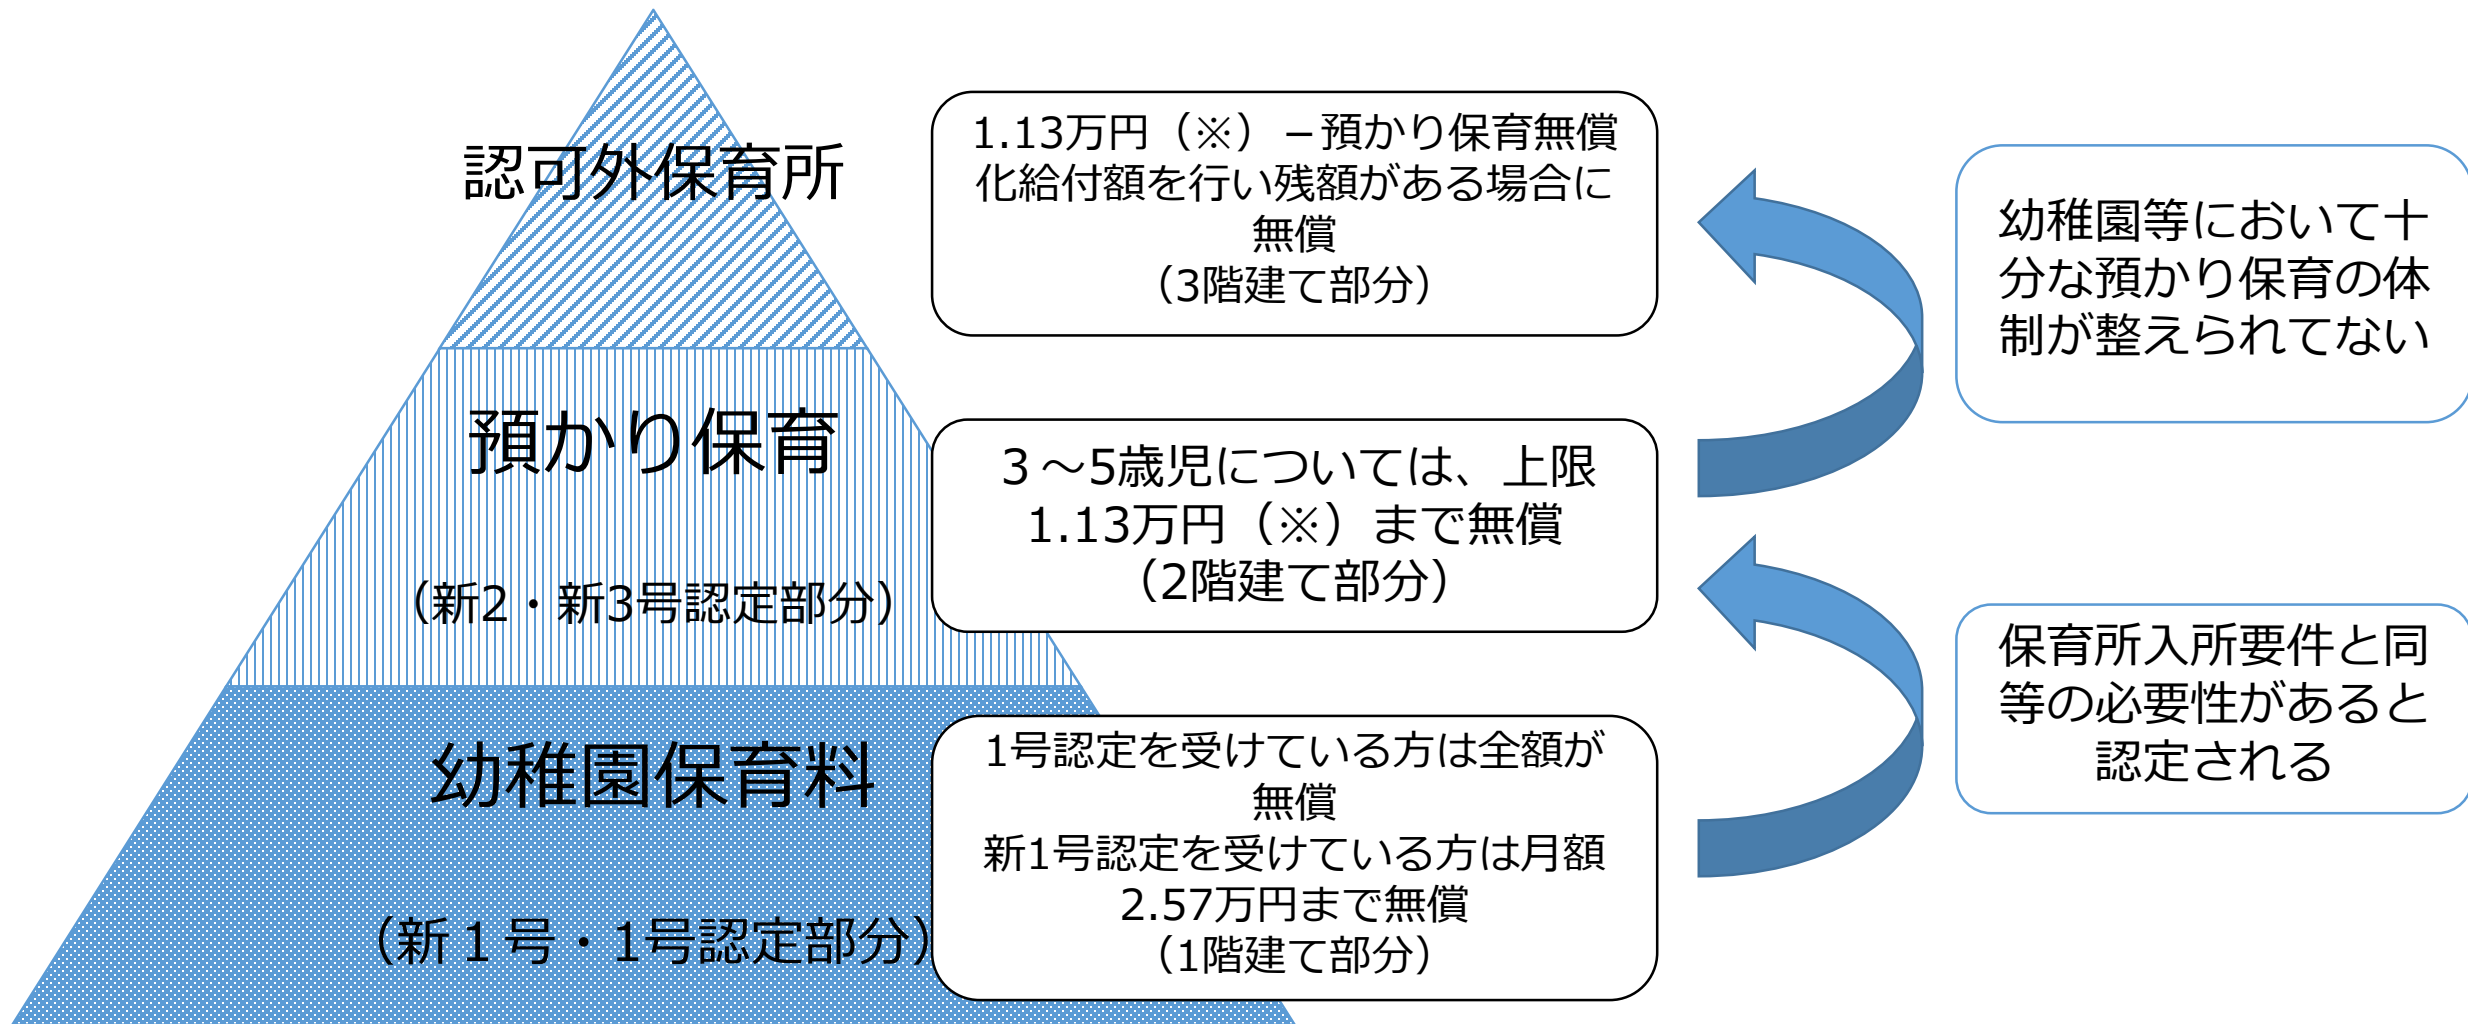 認可外保育所
1.13万円（※）－預かり保育無償
化給付額を行い残額がある場合に
無償
（3階建て部分）
幼稚園等において十
分な預かり保育の体
制が整えられてない
預かり保育
（新2・新3号認定部分）
３～5歳児については、上限
1.13万円（※）まで無償
（2階建て部分）
保育所入所要件と同
等の必要性があると
認定される
幼稚園保育料
（新１号・1号認定部分）
1号認定を受けている方は全額が
無償
新1号認定を受けている方は月額
2.57万円まで無償
（1階建て部分）